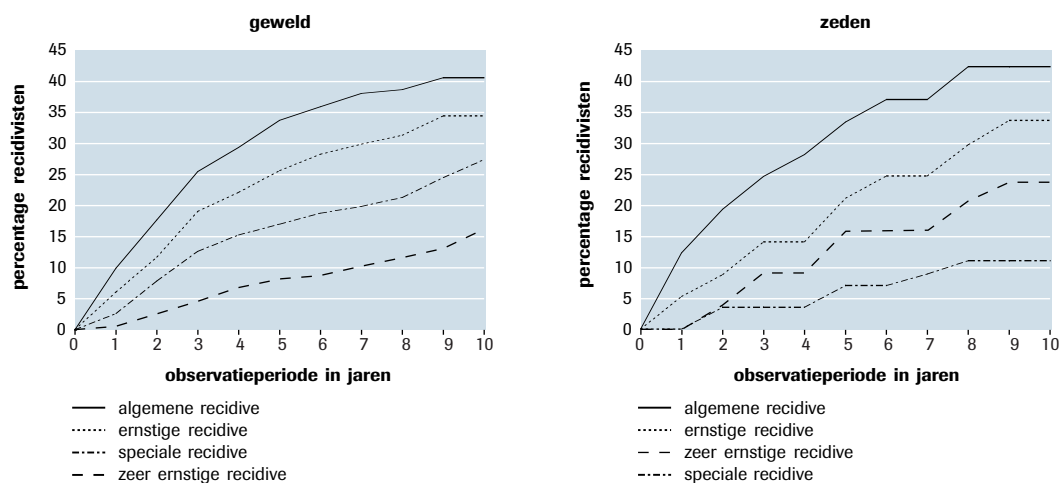 geweld
percentage recidivisten
45
40
35
30
25
20
15
10
5
0
0 1 2 3 4 5 6 7 8 9 10
observatieperiode in jaren
algemene recidive
ernstige recidive
speciale recidive
zeer ernstige recidive
zeden
percentage recidivisten
45
40
35
30
25
20
15
10
5
0
0 1 2 3 4 5 6 7 8 9 10
observatieperiode in jaren
algemene recidive
ernstige recidive
zeer ernstige recidive
speciale recidive